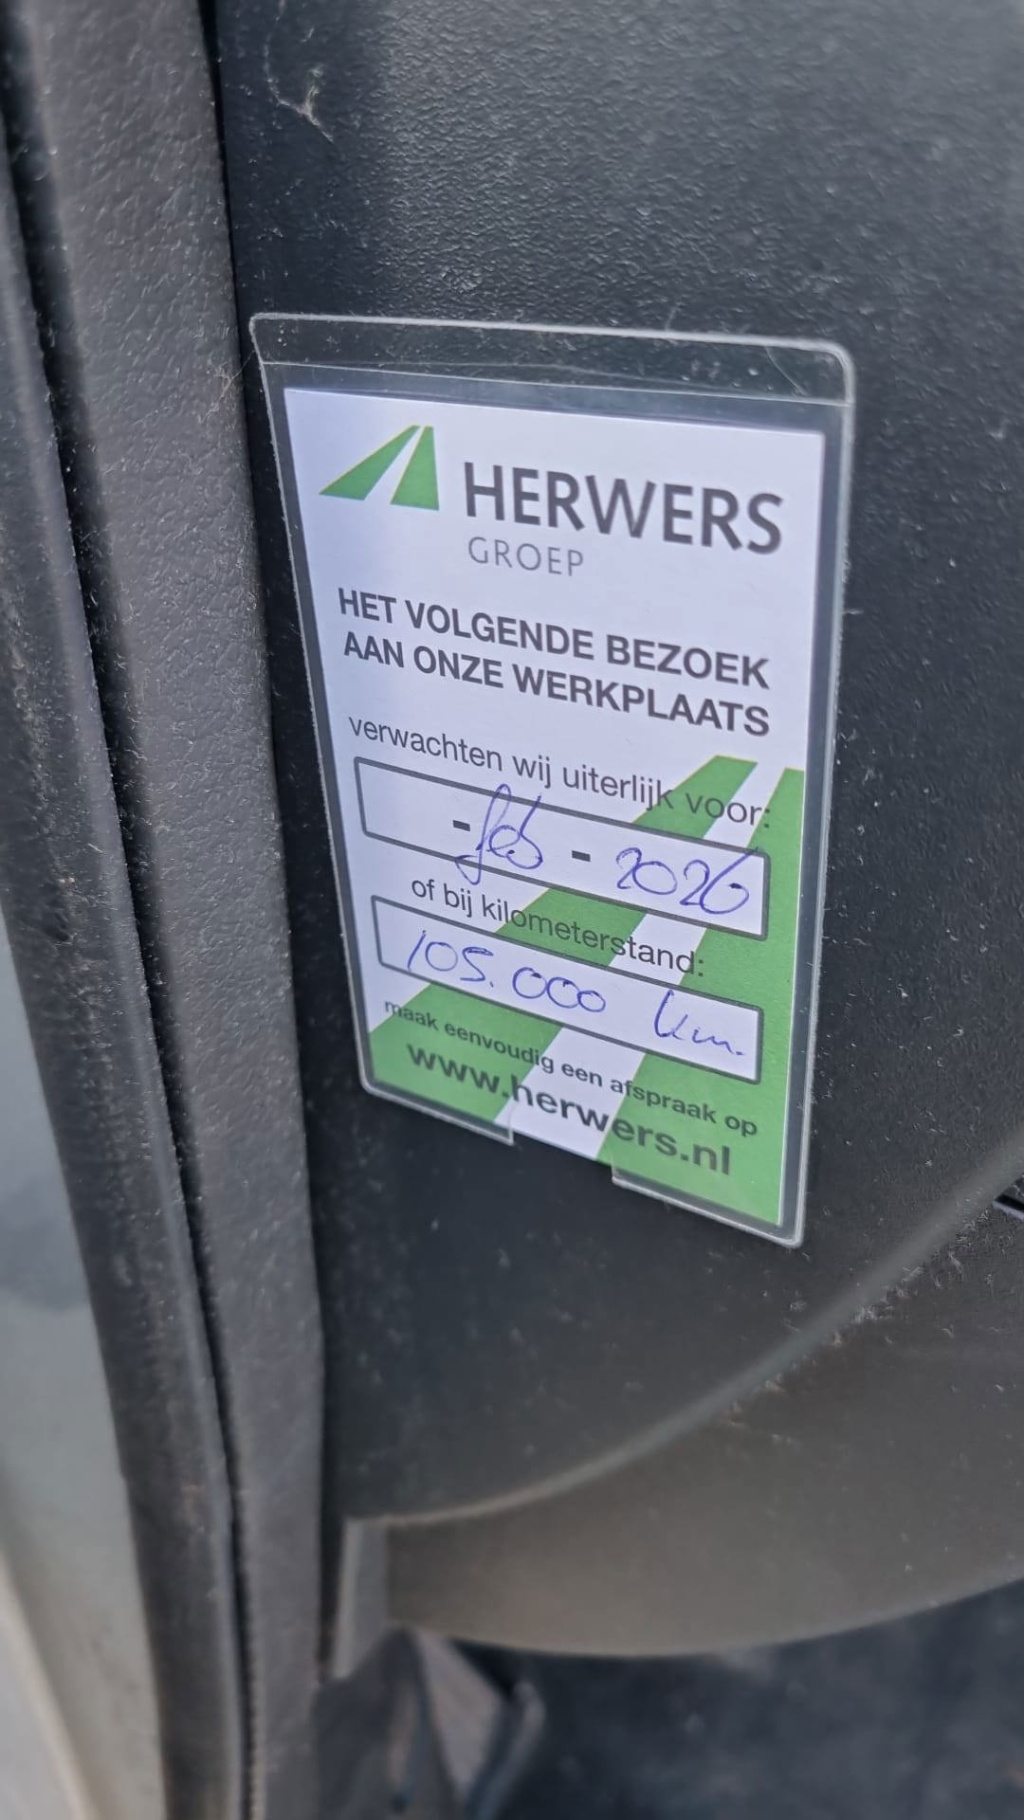 HERWERS
GROEP
HET VOLGENDE BEZOEK
AAN ONZE WERKPLAATS
verwachten wij uiterlijk voor:
- feb - 2026
of bij kilometerstand:
105.000 km.
maak eenvoudig een afspraak op
www.herwers.nl